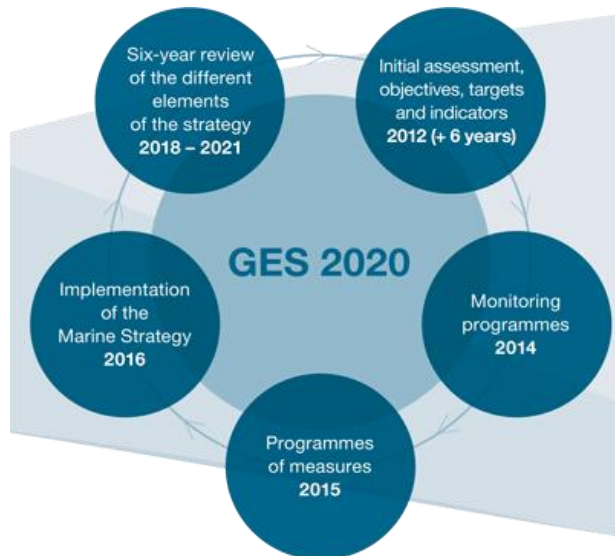 Six-year review
of the different
elements
of the strategy
2018 – 2021
Initial assessment,
objectives, targets
and indicators
2012 (+ 6 years)
GES 2020
Implementation
of the
Marine Strategy
2016
Monitoring
programmes
2014
Programmes
of measures
2015